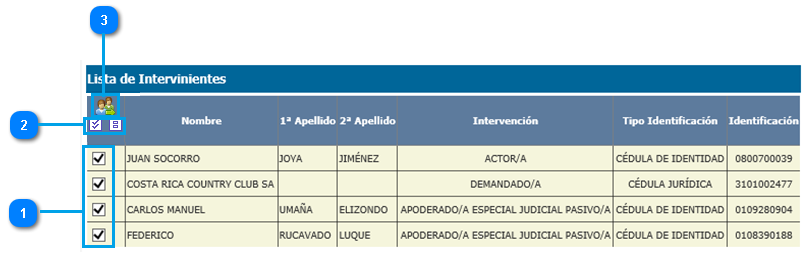 3
Lista de Intervinientes
2
Nombre 1ª Apellido 2ª Apellido Intervención Tipo Identificación Identificación
JUAN SOCORRO JOYA JIMÉNEZ ACTOR/A CÉDULA DE IDENTIDAD 0800700039
COSTA RICA COUNTRY CLUB SA DEMANDADO/A CÉDULA JURÍDICA 3101002477
1
CARLOS MANUEL UMAÑA ELIZONDO APODERADO/A ESPECIAL JUDICIAL PASIVO/A CÉDULA DE IDENTIDAD 0109280904
FEDERICO RUCAVADO LUQUE APODERADO/A ESPECIAL JUDICIAL PASIVO/A CÉDULA DE IDENTIDAD 0108390188